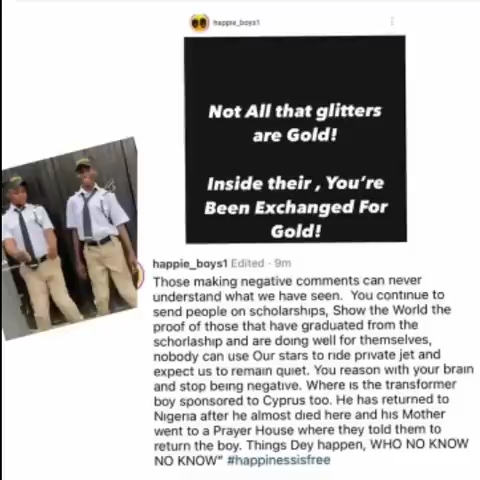 happie_boys1
Not All that glitters
are Gold!
Inside their , You're
Been Exchanged For
Gold!
happie_boys1 Edited · 9m
Those making negative comments can never
understand what we have seen. You continue to
send people on scholarships, Show the World the
proof of those that have graduated from the
schorlaship and are doing well for themselves,
nobody can use Our stars to ride private jet and
expect us to remain quiet. You reason with your brain
and stop being negative. Where is the transformer
boy sponsored to Cyprus too. He has returned to
Nigeria after he almost died here and his Mother
went to a Prayer House where they told them to
return the boy. Things Dey happen, WHO NO KNOW
NO KNOW" #happinessisfree